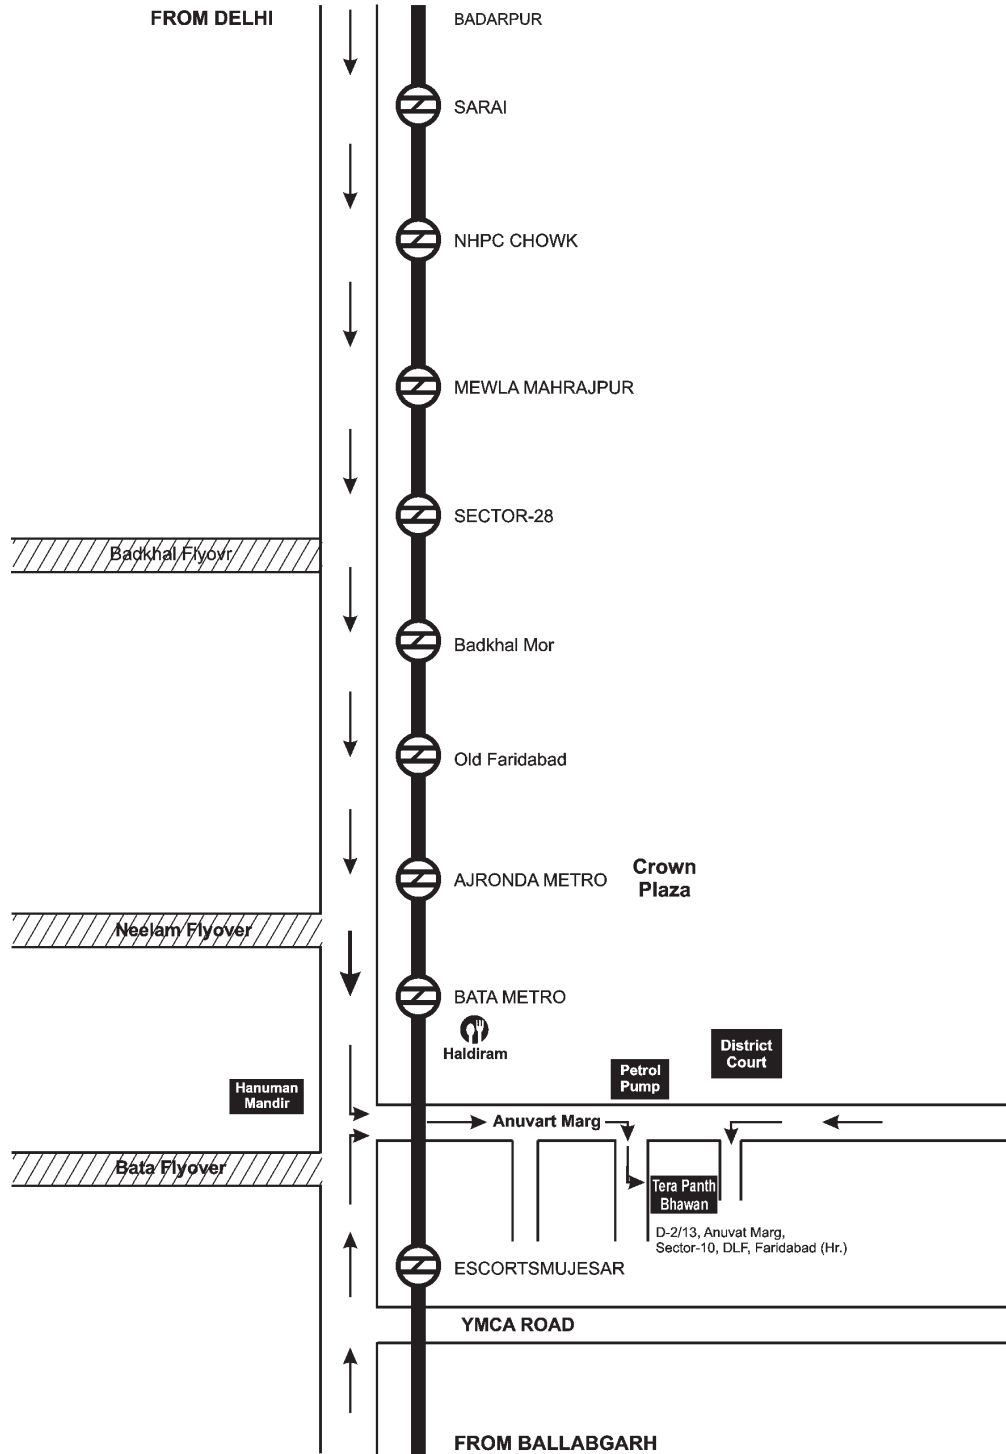 FROM DELHI
BADARPUR
SARAI
NHPC CHOWK
MEWLA MAHRAJPUR
SECTOR-28
Badkhal Flyovr
Badkhal Mor
Old Faridabad
AJRONDA METRO
Crown
Plaza
Neelam Flyover
BATA METRO
Haldiram
District
Court
Petrol
Pump
Hanuman
Mandir
Anuvart Marg
Bata Flyover
Tera Panth
Bhawan
D-2/13, Anuvat Marg,
Sector-10, DLF, Faridabad (Hr.)
ESCORTSMUJESAR
YMCA ROAD
FROM BALLABGARH